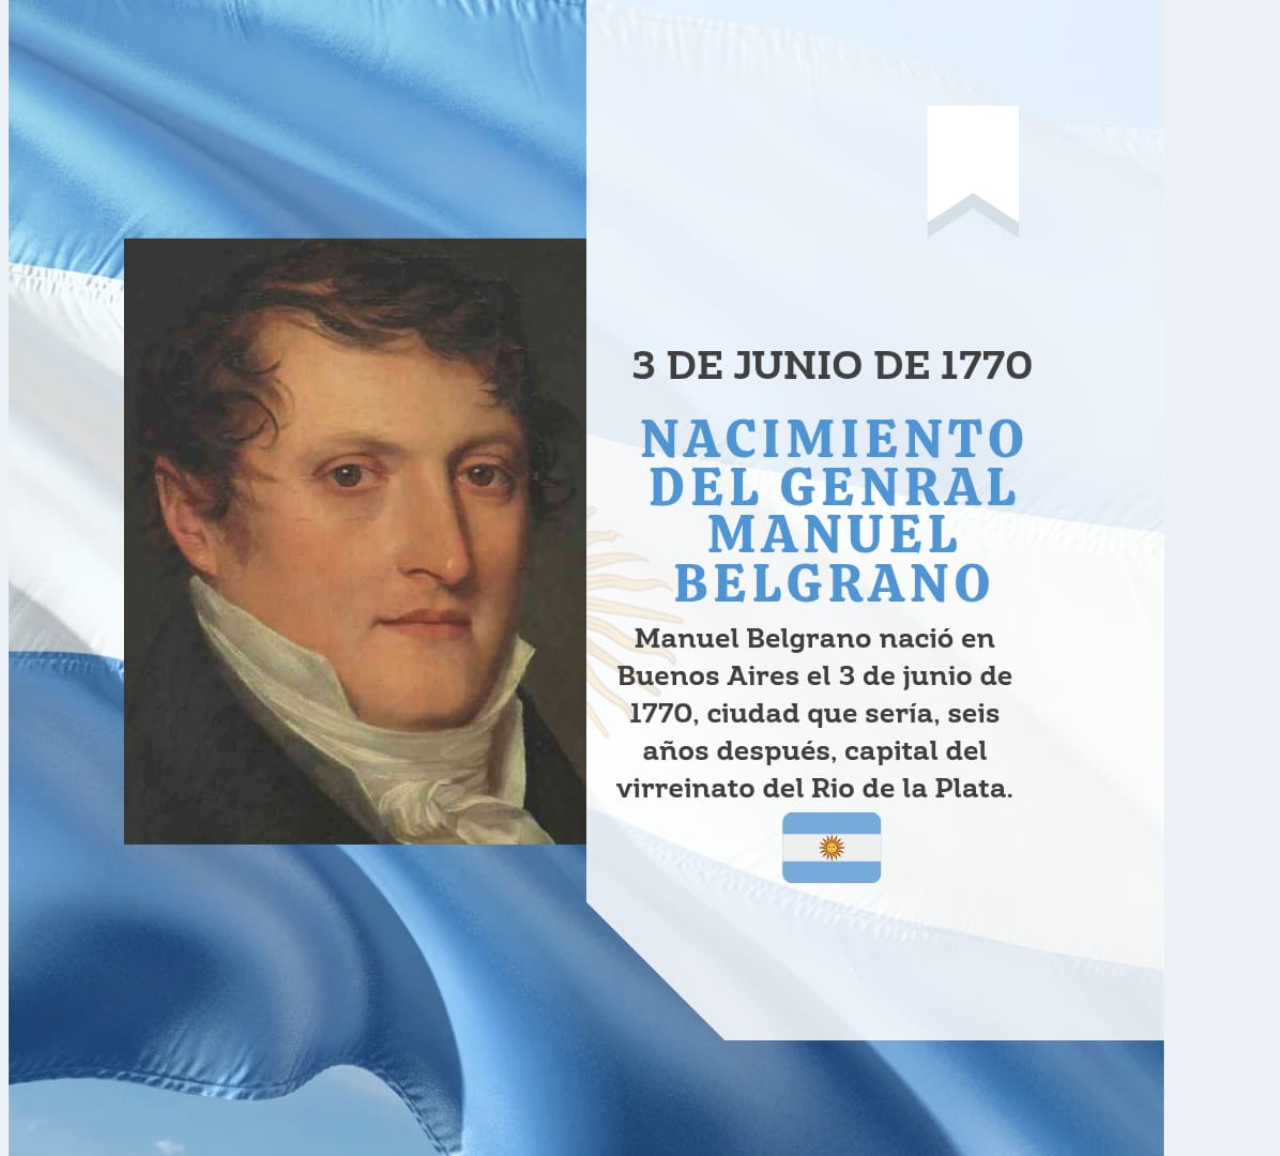 3 DE JUNIO DE 1770
NACIMIENTO
DEL GENRAL
MANUEL
BELGRANO
Manuel Belgrano nació en
Buenos Aires el 3 de junio de
1770, ciudad que sería, seis
años después, capital del
virreinato del Rio de la Plata.